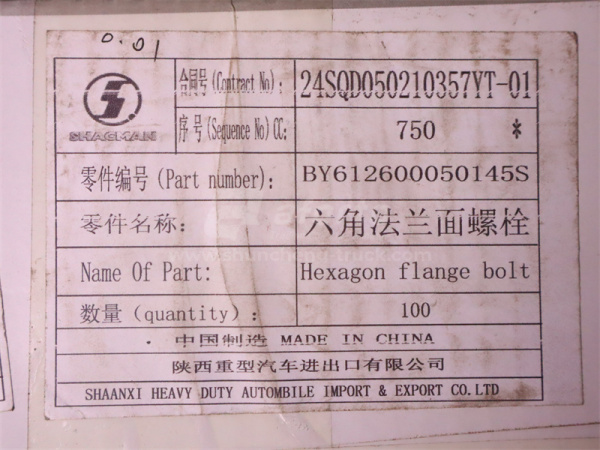 0.01
合同号(Contract No): 24SQD050210357YT-01
SHACMAN
序号(Sequence No)CC: 750 *
零件编号(Part number): BY612600050145S
零件名称: 六角法兰面螺栓
Name Of Part: Hexagon flange bolt
数量(quantity): 100
中国制造 MADE IN CHINA
陕西重型汽车进出口有限公司
SHAANXI HEAVY DUTY AUTOMBILE IMPORT & EXPORT CO.LTD